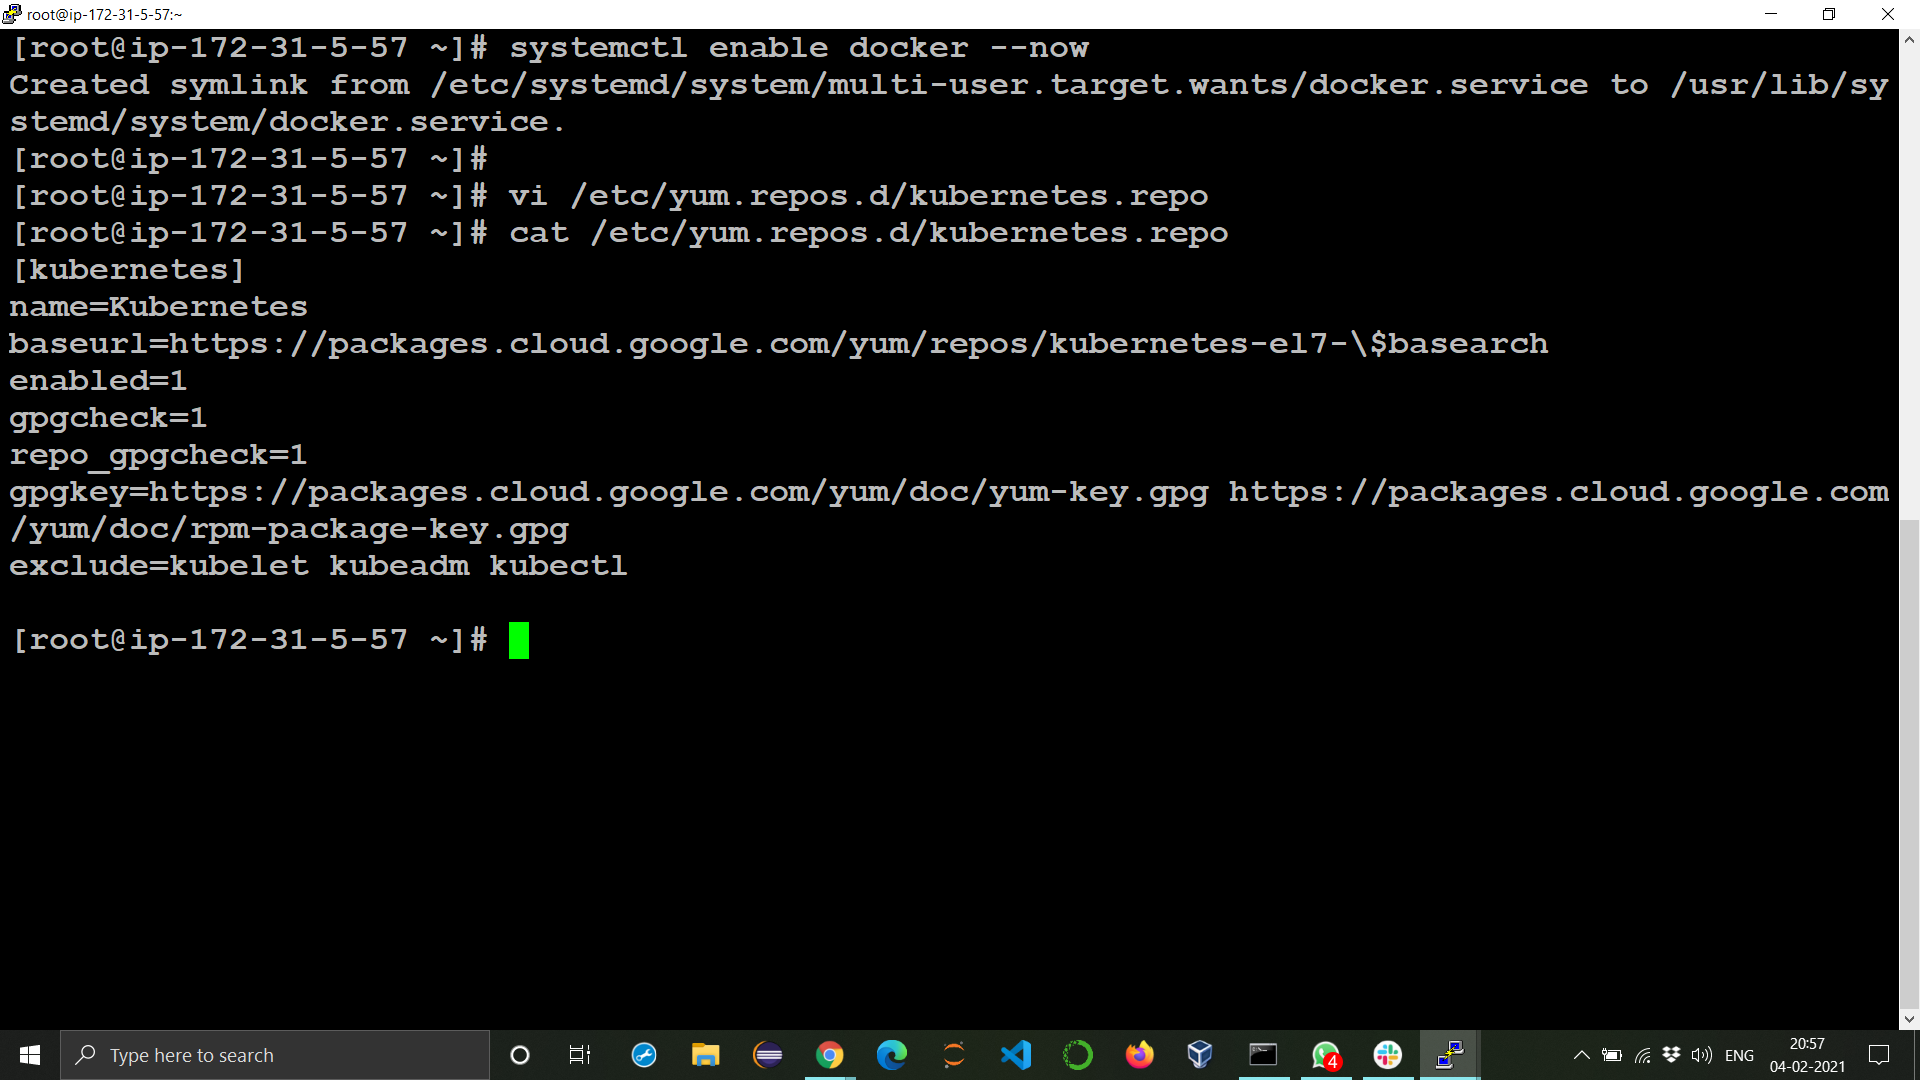 root@ip-172-31-5-57:~
[root@ip-172-31-5-57 ~]# systemctl enable docker --now
Created symlink from /etc/systemd/system/multi-user.target.wants/docker.service to /usr/lib/sy
stemd/system/docker.service.
[root@ip-172-31-5-57 ~]#
[root@ip-172-31-5-57 ~]# vi /etc/yum.repos.d/kubernetes.repo
[root@ip-172-31-5-57 ~]# cat /etc/yum.repos.d/kubernetes.repo
[kubernetes]
name=Kubernetes
baseurl=https://packages.cloud.google.com/yum/repos/kubernetes-el7-\$basearch
enabled=1
gpgcheck=1
repo_gpgcheck=1
gpgkey=https://packages.cloud.google.com/yum/doc/yum-key.gpg https://packages.cloud.google.com
/yum/doc/rpm-package-key.gpg
exclude=kubelet kubeadm kubectl
[root@ip-172-31-5-57 ~]#
Type here to search
4
ENG
20:57
04-02-2021